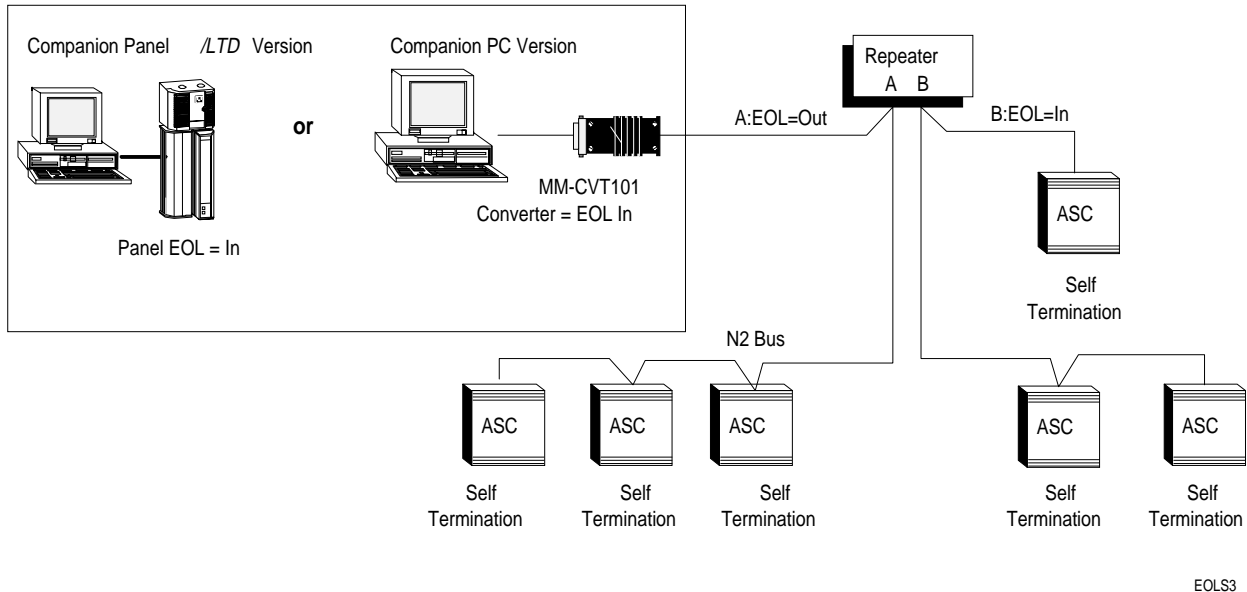 Companion Panel /LTD Version
Companion PC Version
or
Panel EOL = In
MM-CVT101
Converter = EOL In
A:EOL=Out
Repeater
A B
B:EOL=In
ASC
Self
Termination
N2 Bus
ASC
Self
Termination
ASC
Self
Termination
ASC
Self
Termination
ASC
Self
Termination
ASC
Self
Termination
EOLS3